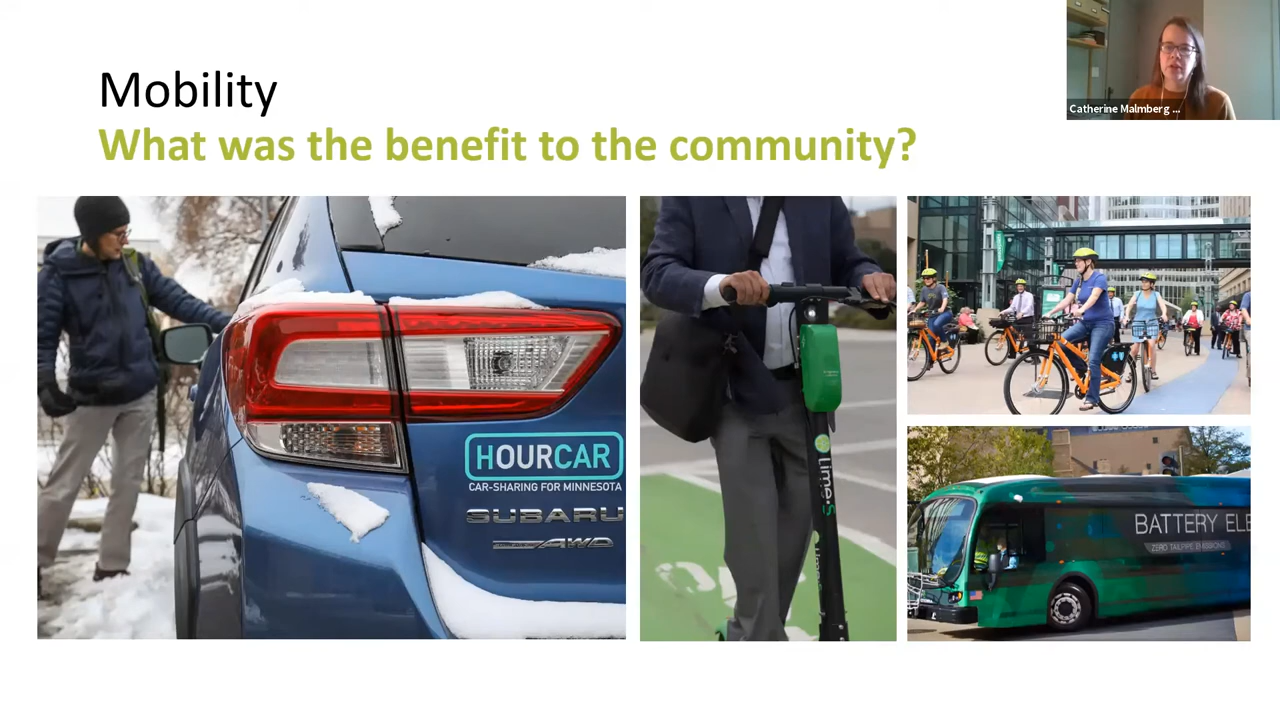 Mobility
What was the benefit to the community?
Catherine Malmberg ...
HOURCAR
CAR-SHARING FOR MINNESOTA
SUBARU
AWD
Lime-S
BATTERY ELE
ZERO TAILPIPE EMISSIONS